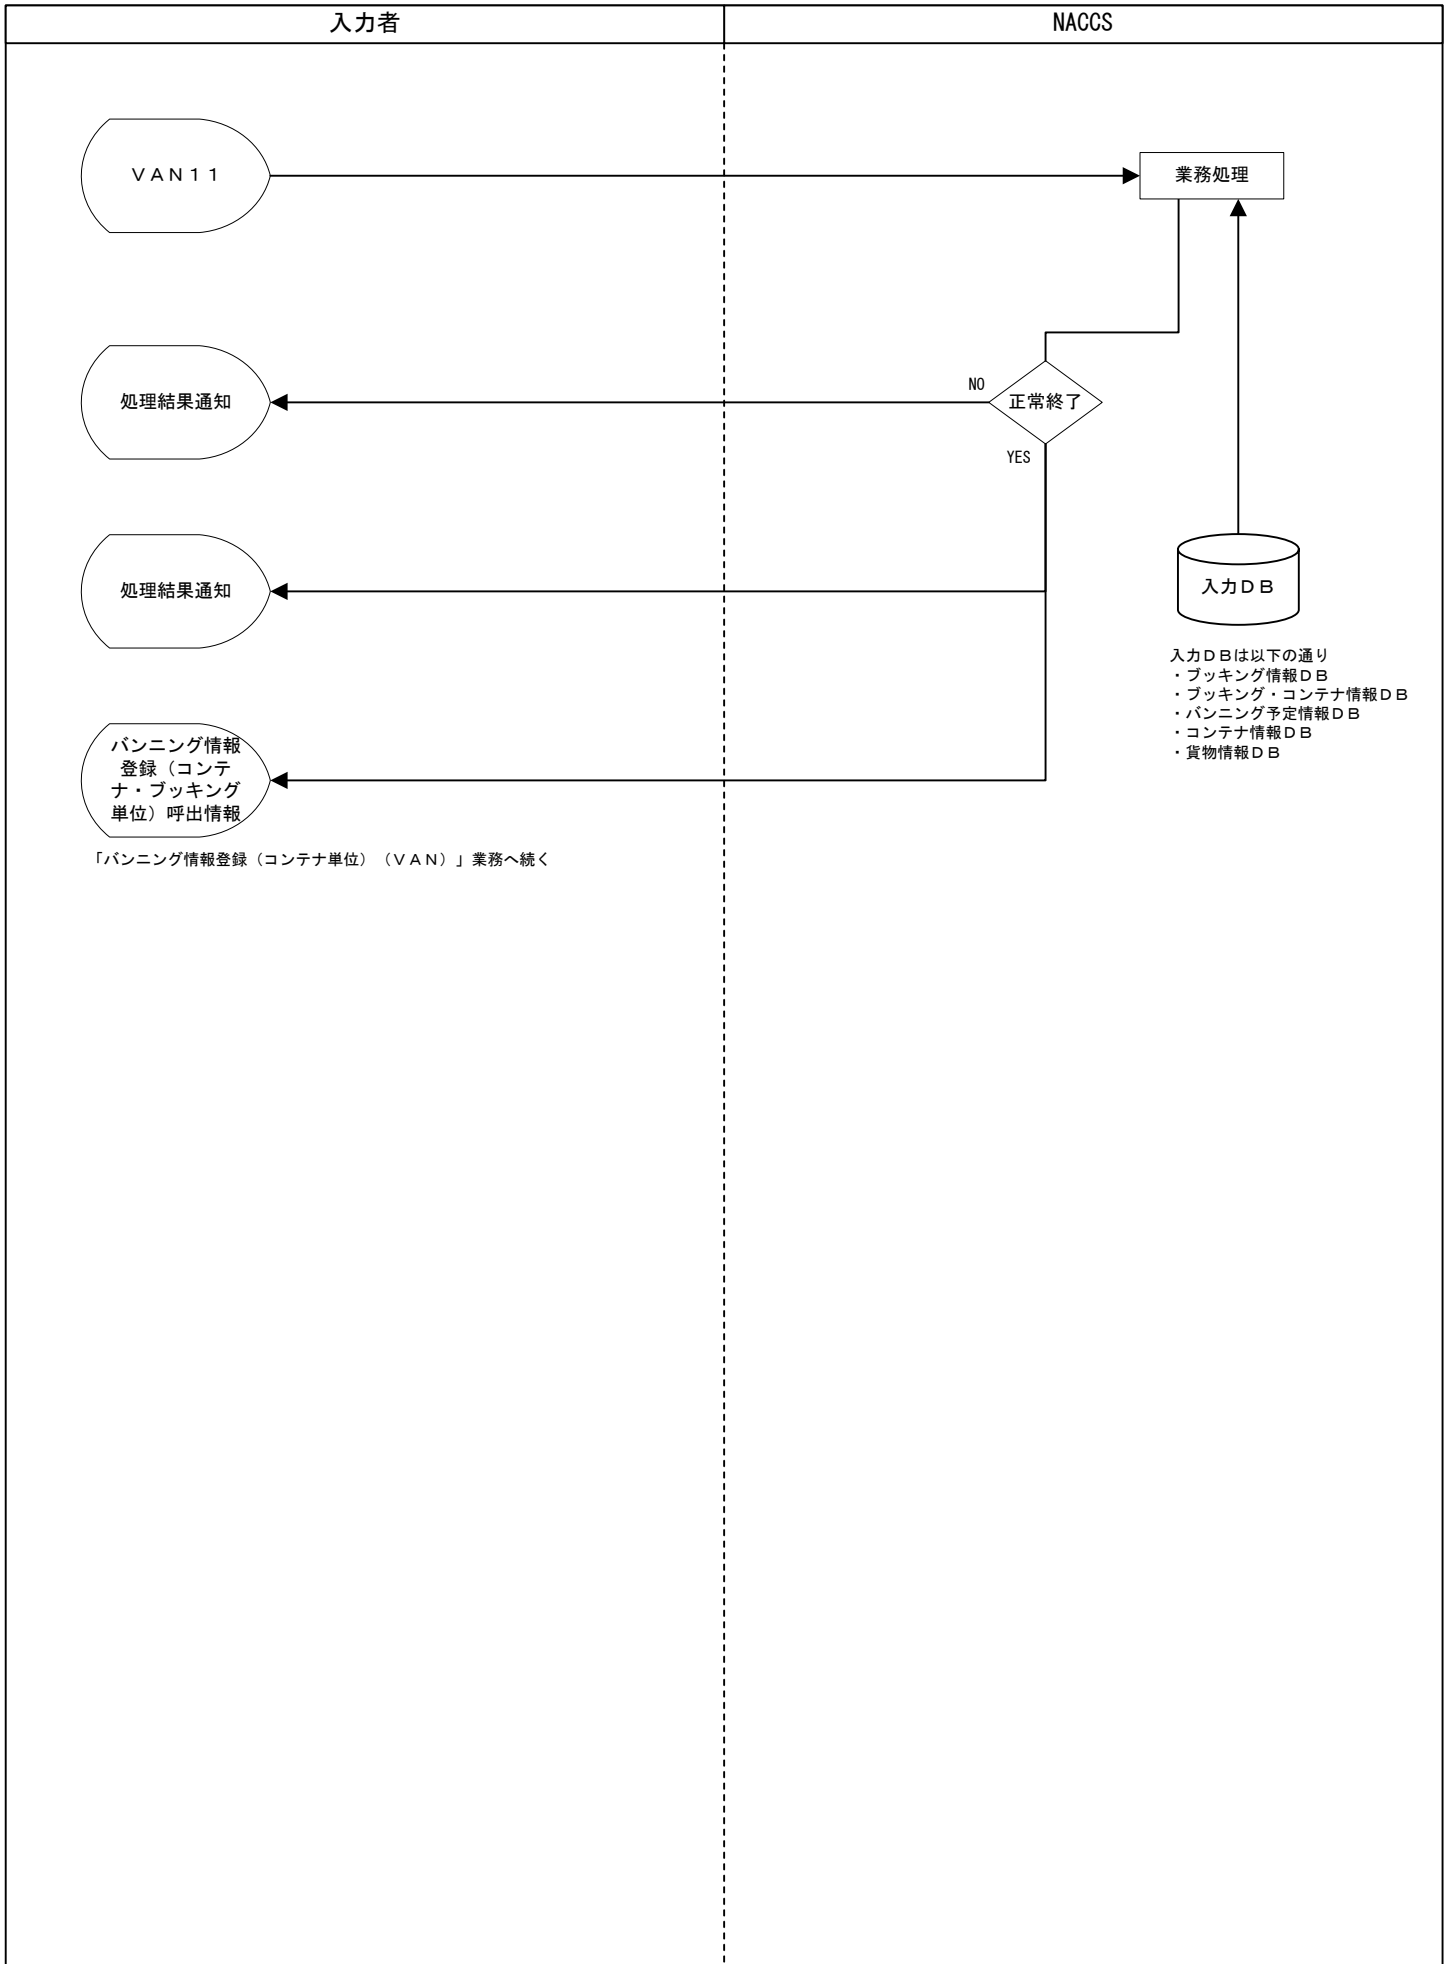 入力者
NACCS
ＶＡＮ１１
業務処理
処理結果通知
NO
正常終了
YES
処理結果通知
入力ＤＢ
入力ＤＢは以下の通り
・ブッキング情報ＤＢ
・ブッキング・コンテナ情報ＤＢ
・バンニング予定情報ＤＢ
・コンテナ情報ＤＢ
・貨物情報ＤＢ
バンニング情報
登録（コンテ
ナ・ブッキング
単位）呼出情報
「バンニング情報登録（コンテナ単位）（ＶＡＮ）」業務へ続く